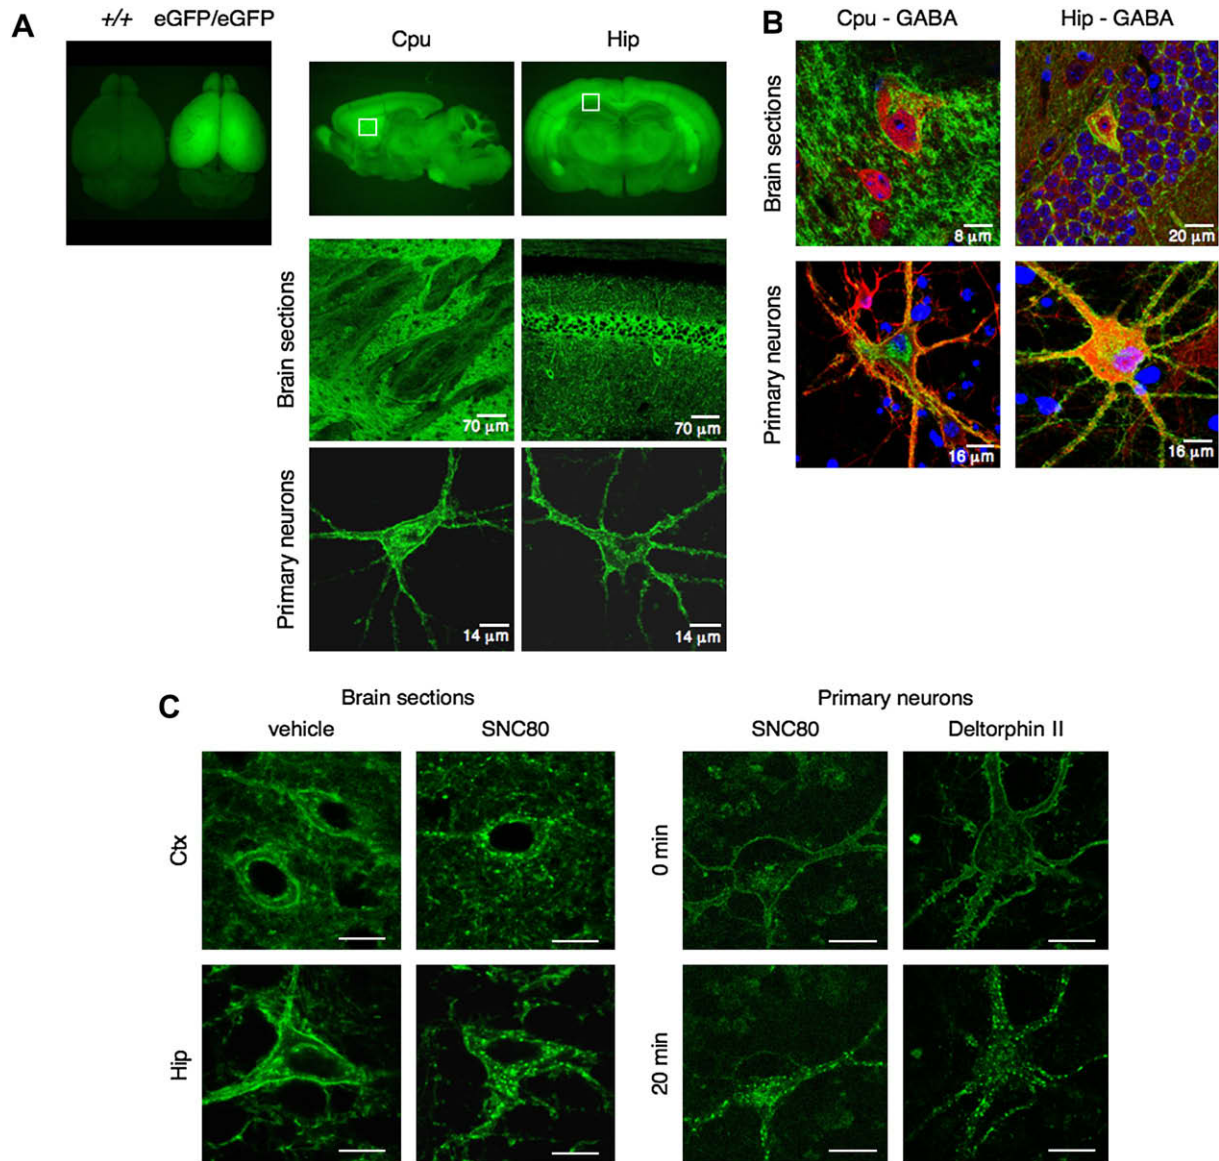 A
+/+ eGFP/eGFP
Cpu
Hip
Brain sections
70 µm
70 µm
Primary neurons
14 µm
14 µm
B
Cpu - GABA
Hip - GABA
Brain sections
8 µm
20 µm
Primary neurons
16 µm
16 µm
C
Brain sections
Primary neurons
vehicle
SNC80
SNC80
Deltorphin II
Ctx
0 min
Hip
20 min